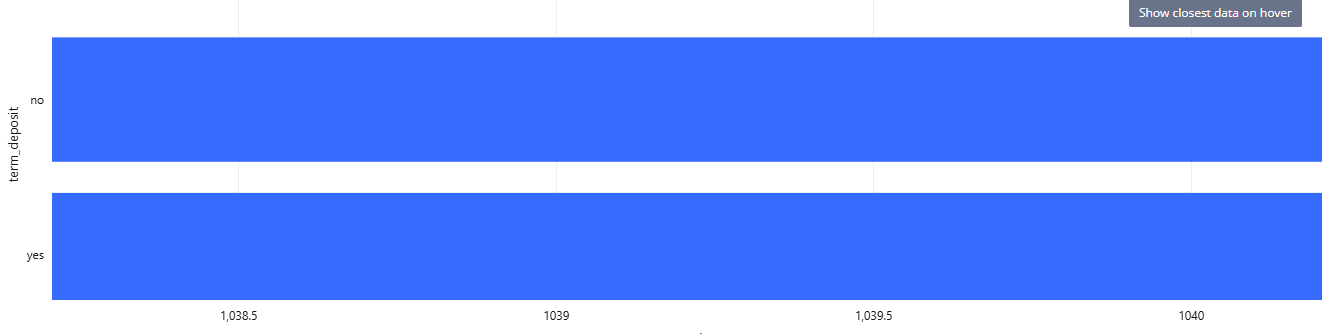 Show closest data on hover
no
term_deposit
yes
1,038.5 1039 1,039.5 1040